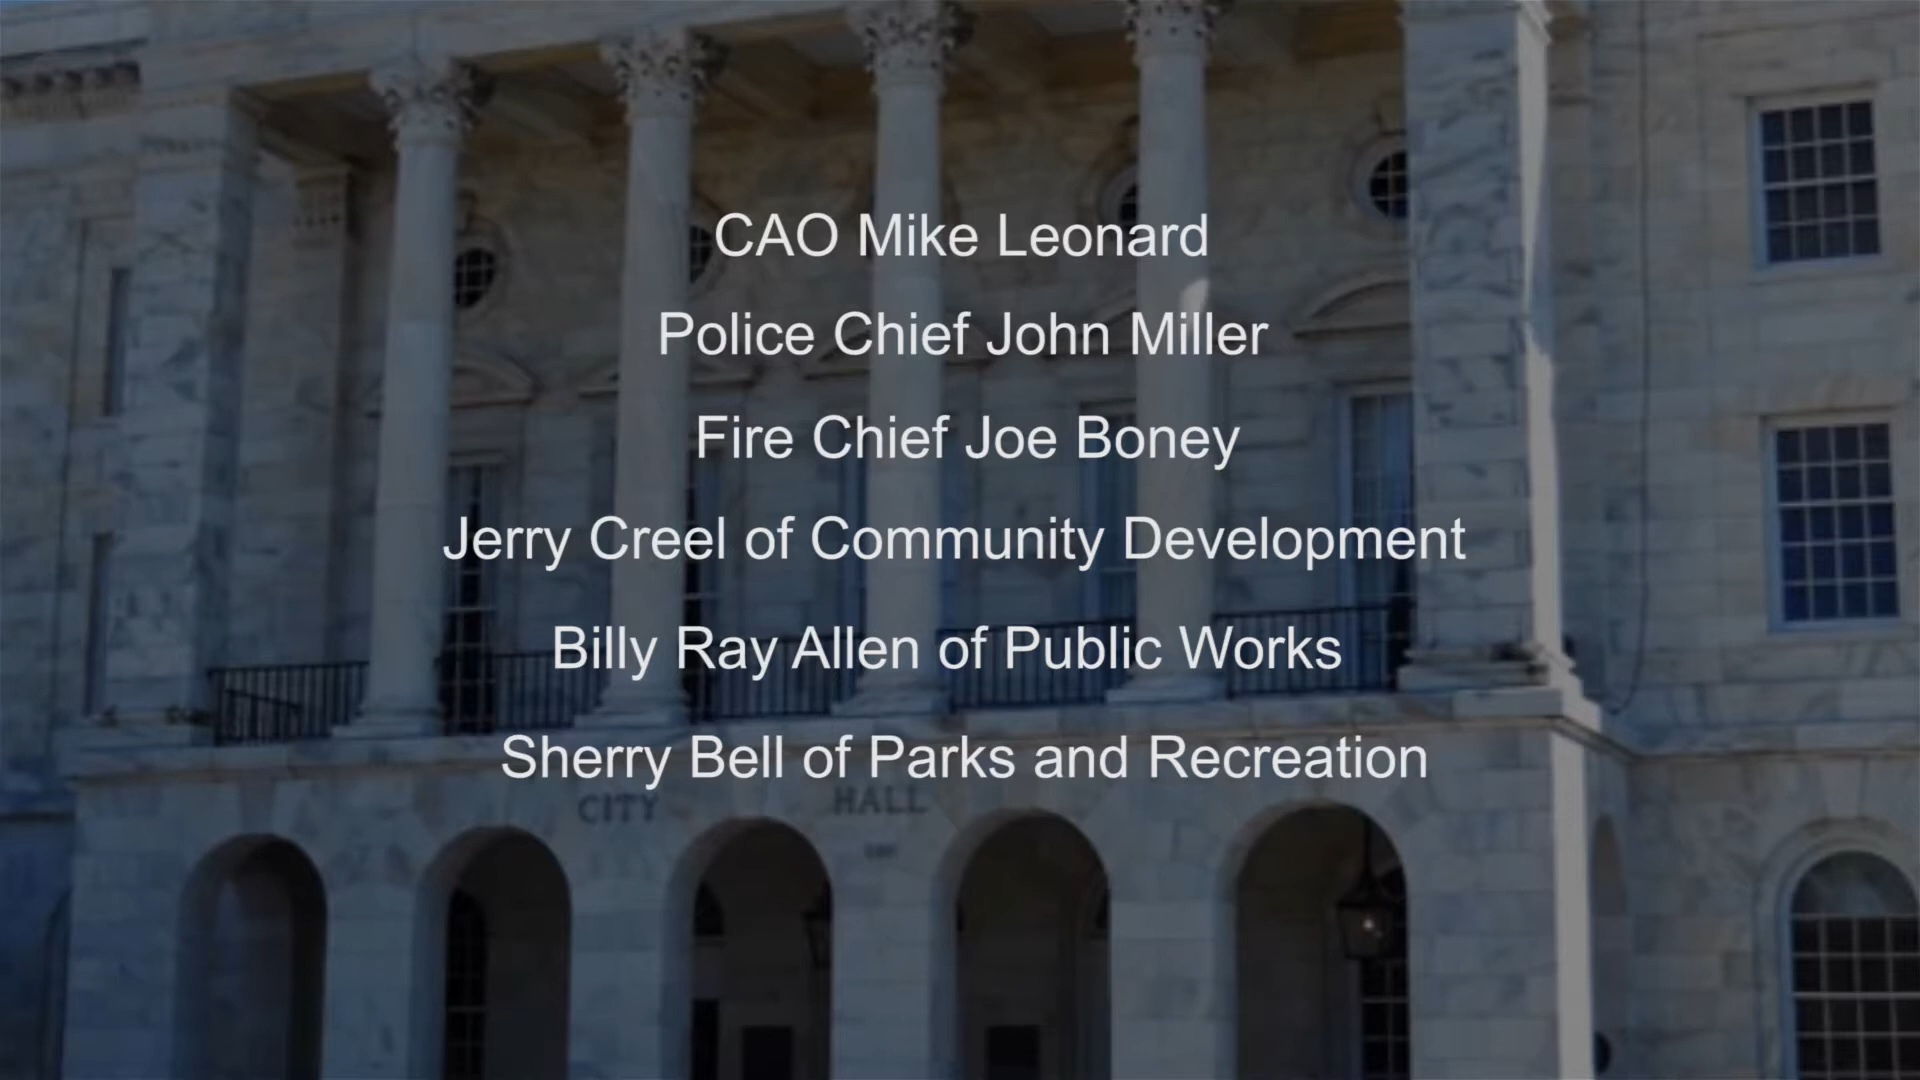 CAO Mike Leonard
Police Chief John Miller
Fire Chief Joe Boney
Jerry Creel of Community Development
Billy Ray Allen of Public Works
Sherry Bell of Parks and Recreation
CITY HALL